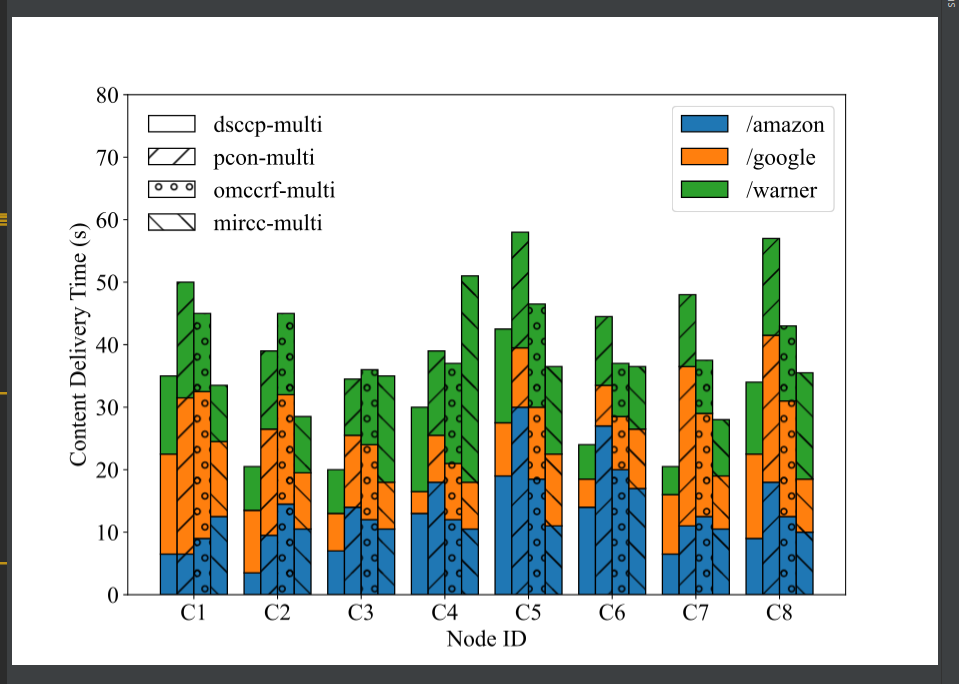 80
70
60
50
40
30
20
10
0
Content Delivery Time (s)
dsccp-multi
pcon-multi
omccrf-multi
mircc-multi
/amazon
/google
/warner
C1 C2 C3 C4 C5 C6 C7 C8
Node ID